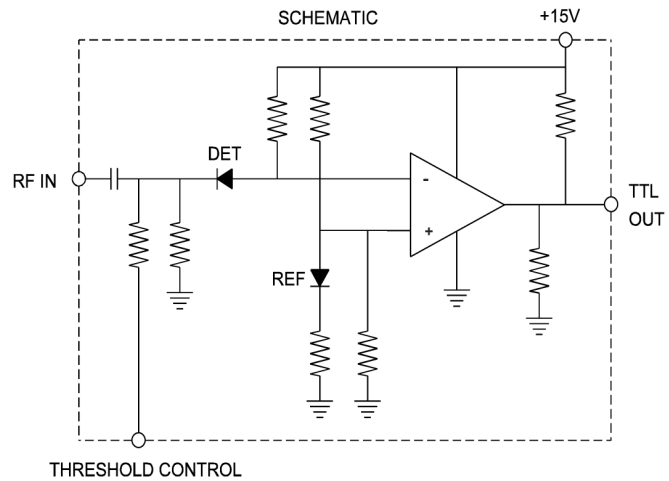 SCHEMATIC
+15V
DET
RF IN
-
TTL
OUT
+
REF
THRESHOLD CONTROL